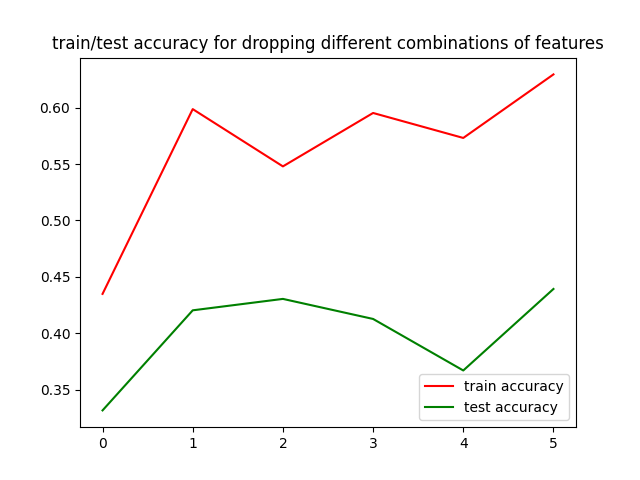 train/test accuracy for dropping different combinations of features
0.60
0.55
0.50
0.45
0.40
0.35
train accuracy
test accuracy
0 1 2 3 4 5